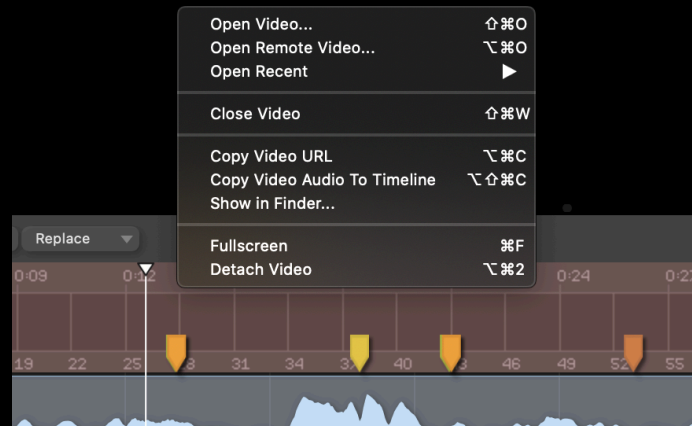 Open Video... ⇧⌘O
Open Remote Video... ⌥⌘O
Open Recent ▶
Close Video ⇧⌘W
Copy Video URL ⌥⌘C
Copy Video Audio To Timeline ⌥⇧⌘C
Show in Finder...
Fullscreen ⌘F
Detach Video ⌥⌘2
Replace
0:09 0:12 0:24
19 22 25 31 34 40 46 49 52 55